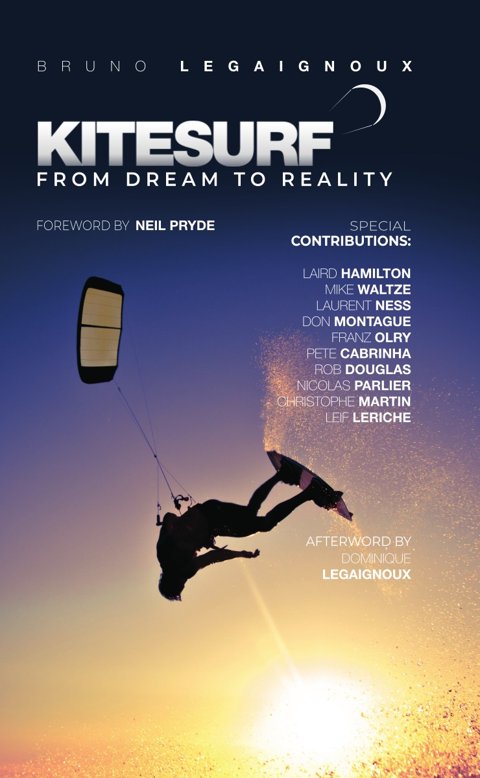 BRUNO LEGAIGNOUX
KITESURF
FROM DREAM TO REALITY
FOREWORD BY NEIL PRYDE
SPECIAL
CONTRIBUTIONS:
LAIRD HAMILTON
MIKE WALTZE
LAURENT NESS
DON MONTAGUE
FRANZ OLRY
PETE CABRINHA
ROB DOUGLAS
NICOLAS PARLIER
CHRISTOPHE MARTIN
LEIF LERICHE
AFTERWORD BY
DOMINIQUE
LEGAIGNOUX